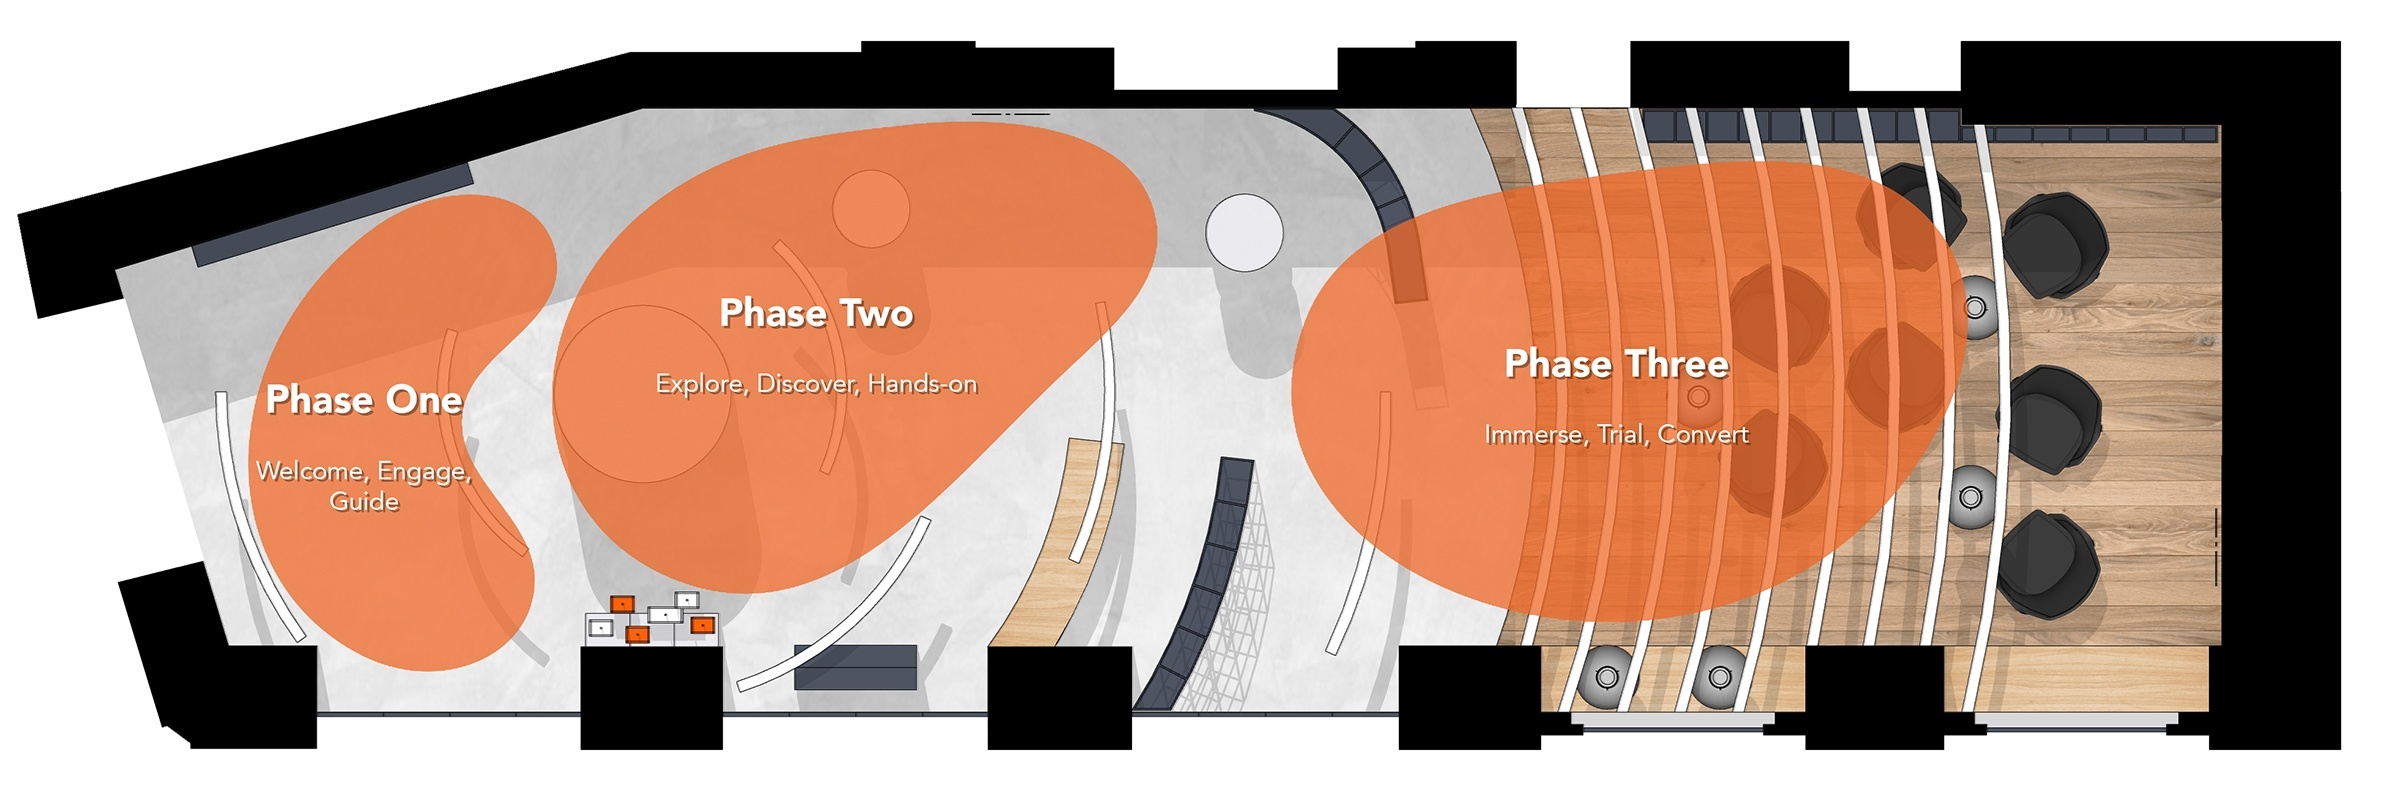 Phase One
Welcome, Engage,
Guide
Phase Two
Explore, Discover, Hands-on
Phase Three
Immerse, Trial, Convert